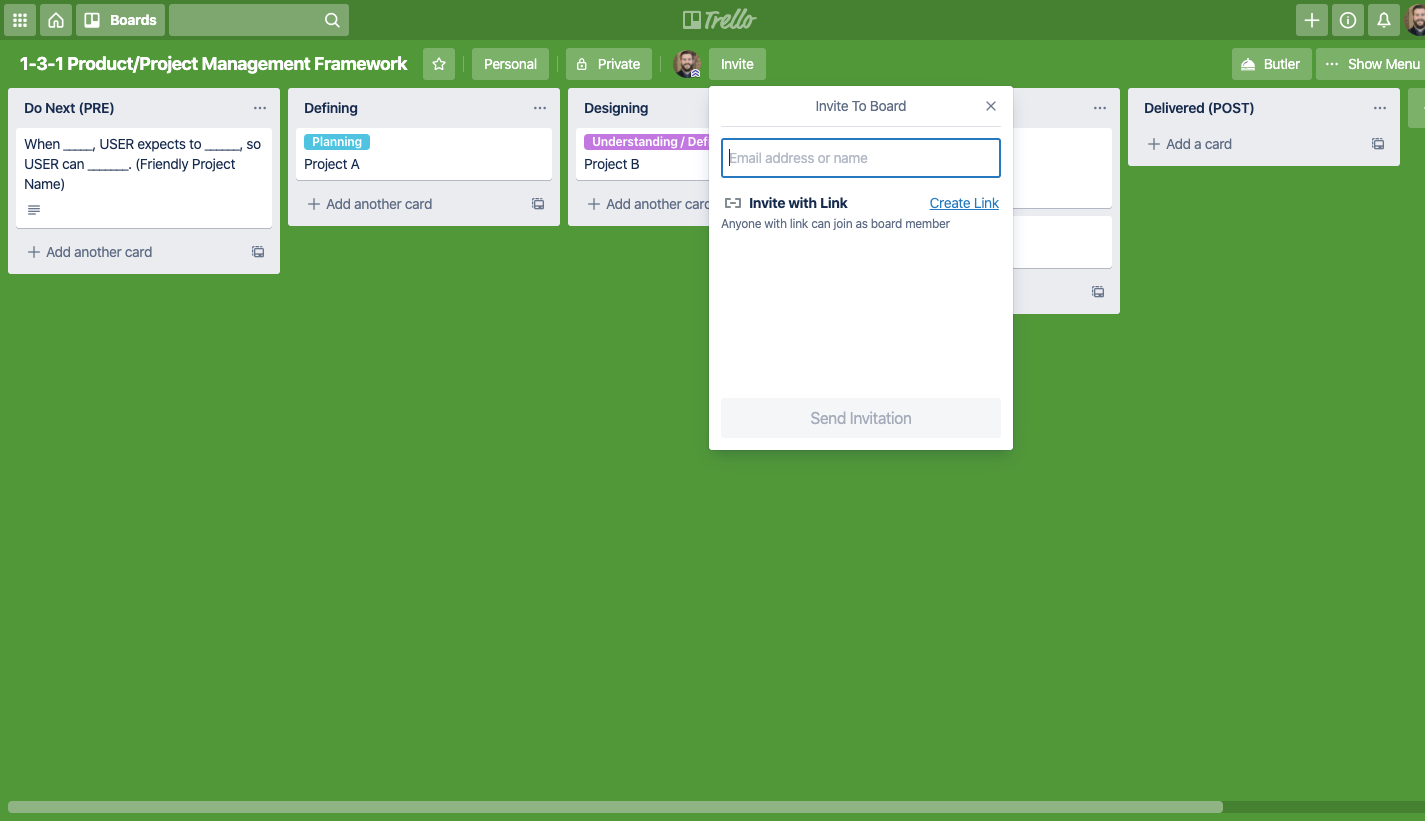 Boards
Trello
1-3-1 Product/Project Management Framework
Personal
Private
Invite
Butler
Show Menu
Do Next (PRE)
When _____, USER expects to ______, so
USER can _______. (Friendly Project
Name)
Add another card
Defining
Planning
Project A
Add another card
Designing
Understanding / Defi
Project B
Add another card
Invite To Board
Email address or name
Invite with Link
Create Link
Anyone with link can join as board member
Send Invitation
Delivered (POST)
Add a card